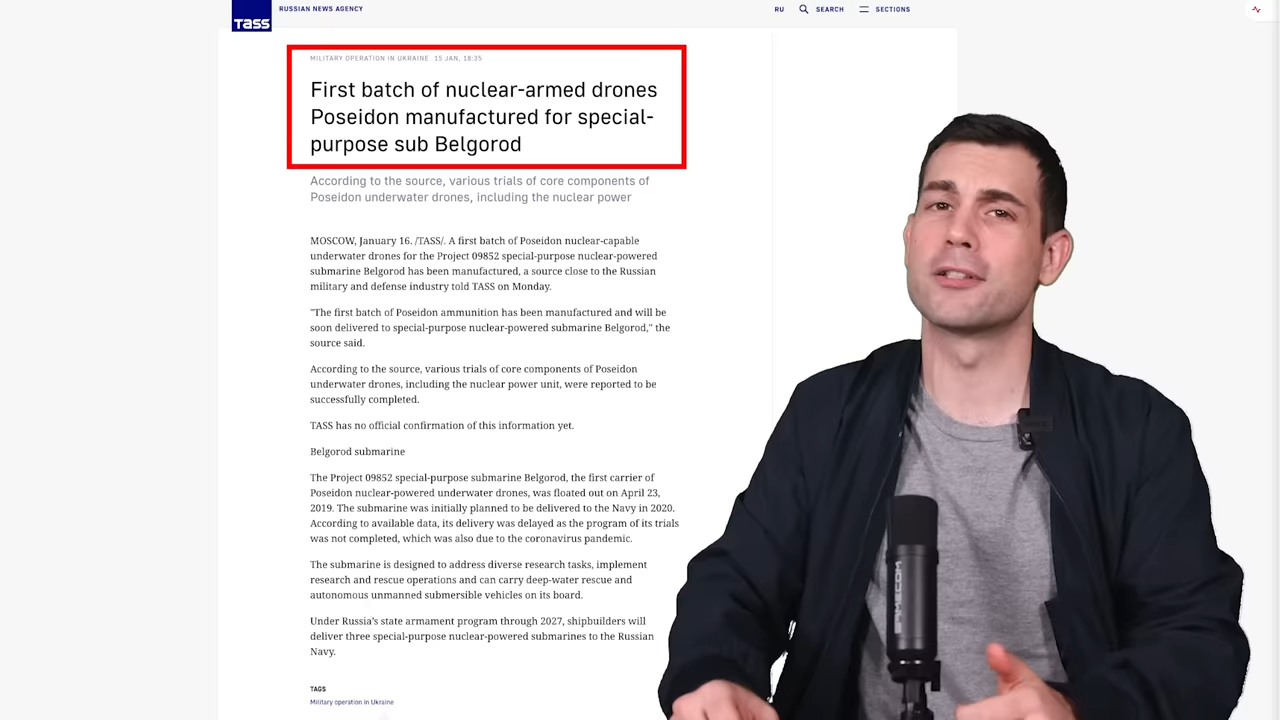 TASS
RUSSIAN NEWS AGENCY
RU
SEARCH
SECTIONS
MILITARY OPERATION IN UKRAINE 15 JAN, 18:35
First batch of nuclear-armed drones
Poseidon manufactured for special-
purpose sub Belgorod
According to the source, various trials of core components of
Poseidon underwater drones, including the nuclear power
MOSCOW, January 16. /TASS/. A first batch of Poseidon nuclear-capable
underwater drones for the Project 09852 special-purpose nuclear-powered
submarine Belgorod has been manufactured, a source close to the Russian
military and defense industry told TASS on Monday.
"The first batch of Poseidon ammunition has been manufactured and will be
soon delivered to special-purpose nuclear-powered submarine Belgorod," the
source said.
According to the source, various trials of core components of Poseidon
underwater drones, including the nuclear power unit, were reported to be
successfully completed.
TASS has no official confirmation of this information yet.
Belgorod submarine
The Project 09852 special-purpose submarine Belgorod, the first carrier of
Poseidon nuclear-powered underwater drones, was floated out on April 23,
2019. The submarine was initially planned to be delivered to the Navy in 2020.
According to available data, its delivery was delayed as the program of its trials
was not completed, which was also due to the coronavirus pandemic.
The submarine is designed to address diverse research tasks, implement
research and rescue operations and can carry deep-water rescue and
autonomous unmanned submersible vehicles on its board.
Under Russia's state armament program through 2027, shipbuilders will
deliver three special-purpose nuclear-powered submarines to the Russian
Navy.
TAGS
Military operation in Ukraine